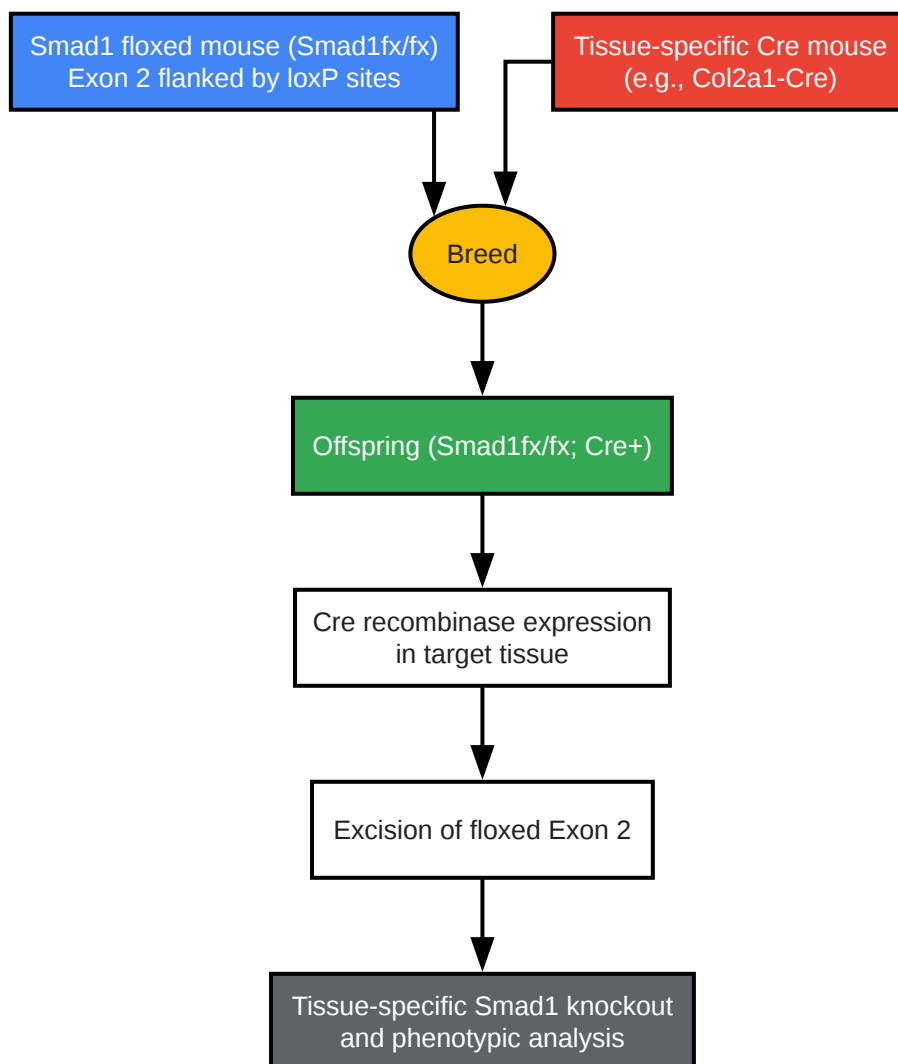 Smad1 floxed mouse (Smad1fx/fx)
Exon 2 flanked by loxP sites
Tissue-specific Cre mouse
(e.g., Col2a1-Cre)
Breed
Offspring (Smad1fx/fx; Cre+)
Cre recombinase expression
in target tissue
Excision of floxed Exon 2
Tissue-specific Smad1 knockout
and phenotypic analysis